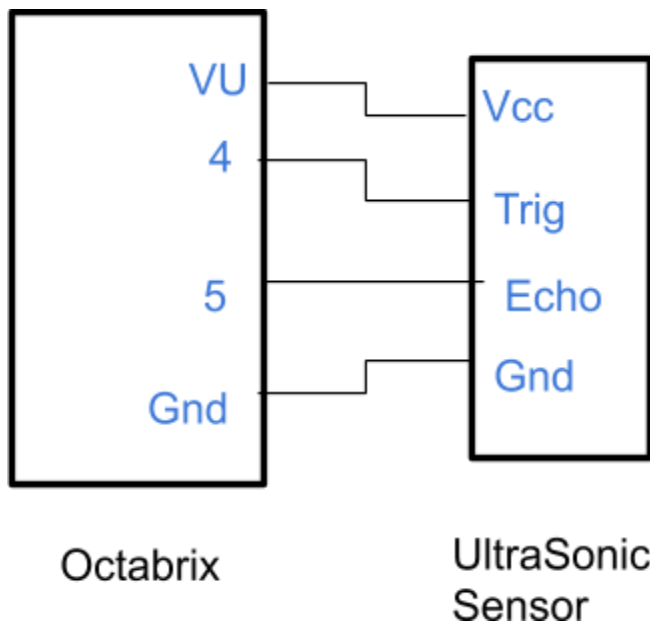 VU
4
5
Gnd
Vcc
Trig
Echo
Gnd
Octabrix
UltraSonic
Sensor